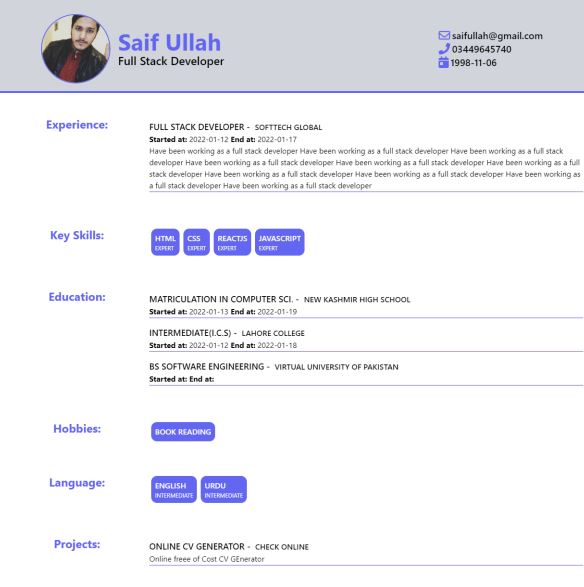 Saif Ullah
Full Stack Developer
saifullah@gmail.com
03449645740
1998-11-06
Experience:
FULL STACK DEVELOPER - SOFTTECH GLOBAL
Started at: 2022-01-12 End at: 2022-01-17
Have been working as a full stack developer Have been working as a full stack developer Have been working as a full stack
developer Have been working as a full stack developer Have been working as a full stack developer Have been working as a full
stack developer Have been working as a full stack developer Have been working as a full stack developer Have been working as
a full stack developer Have been working as a full stack developer
Key Skills:
HTML
EXPERT
CSS
EXPERT
REACTJS
EXPERT
JAVASCRIPT
EXPERT
Education:
MATRICULATION IN COMPUTER SCI. - NEW KASHMIR HIGH SCHOOL
Started at: 2022-01-13 End at: 2022-01-19
INTERMEDIATE(I.C.S) - LAHORE COLLEGE
Started at: 2022-01-12 End at: 2022-01-18
BS SOFTWARE ENGINEERING - VIRTUAL UNIVERSITY OF PAKISTAN
Started at: End at:
Hobbies:
BOOK READING
Language:
ENGLISH
INTERMEDIATE
URDU
INTERMEDIATE
Projects:
ONLINE CV GENERATOR - CHECK ONLINE
Online freee of Cost CV GEnerator